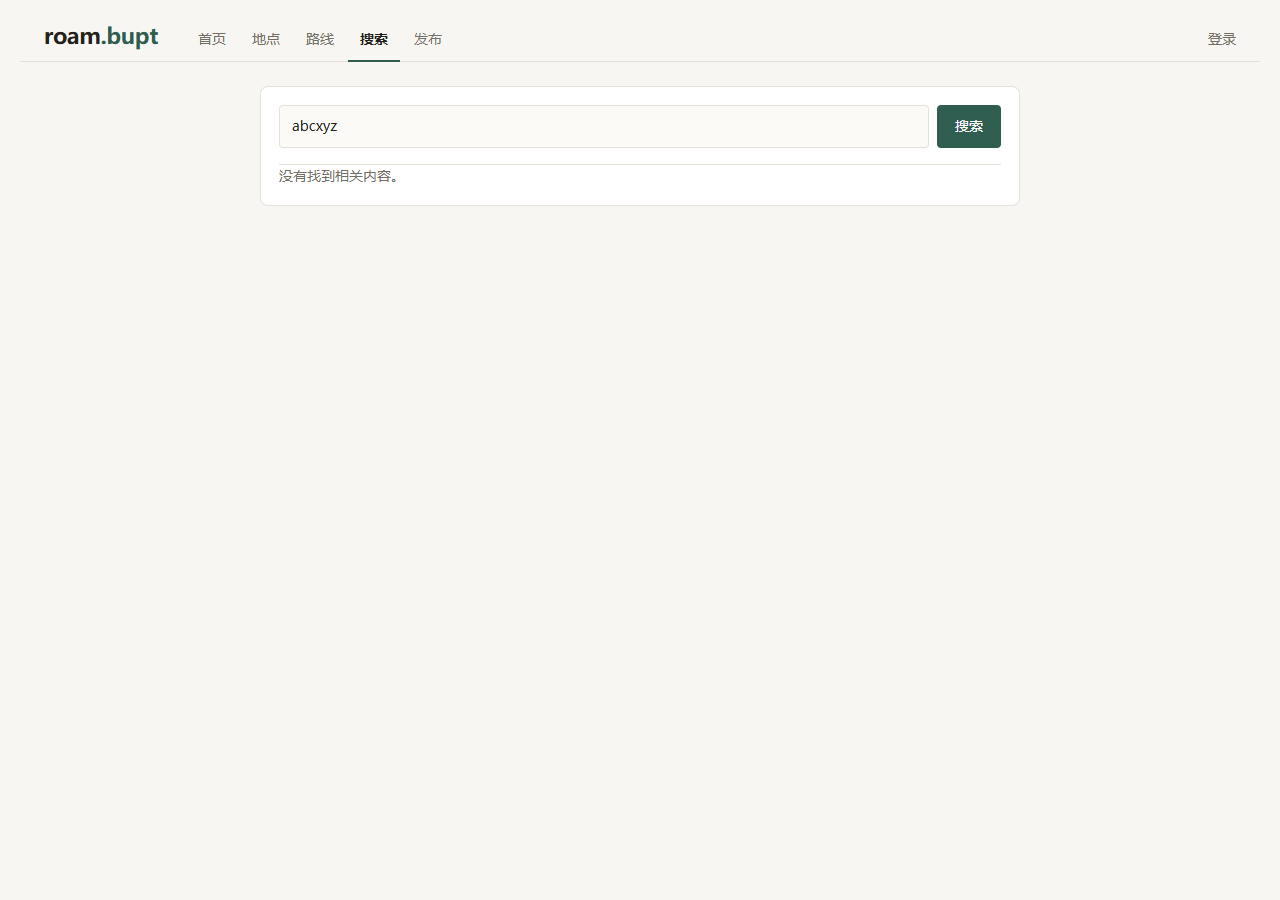 roam.bupt 首页 地点 路线 搜索 发布 登录
abcxyz 搜索
没有找到相关内容。